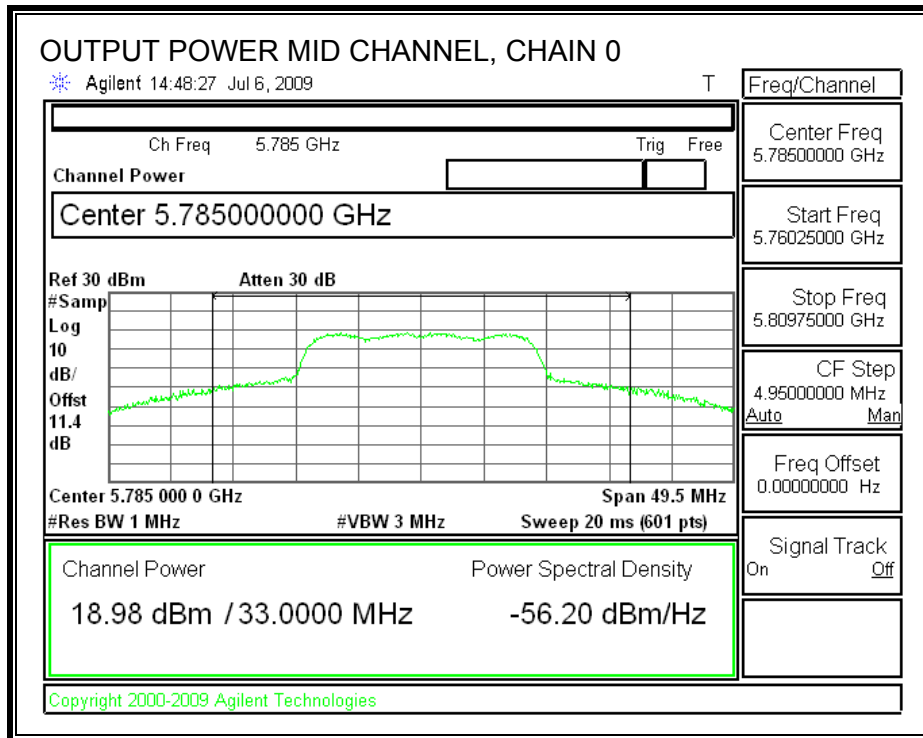 OUTPUT POWER MID CHANNEL, CHAIN 0
Agilent 14:48:27 Jul 6, 2009 T
Freq/Channel
Ch Freq 5.785 GHz Trig Free
Channel Power
Center 5.785000000 GHz
Center Freq
5.78500000 GHz
Start Freq
5.76025000 GHz
Stop Freq
5.80975000 GHz
CF Step
4.95000000 MHz
Auto Man
Freq Offset
0.00000000 Hz
Signal Track
On Off
Ref 30 dBm Atten 30 dB
#Samp
Log
10
dB/
Offst
11.4
dB
Center 5.785 000 0 GHz Span 49.5 MHz
#Res BW 1 MHz #VBW 3 MHz Sweep 20 ms (601 pts)
Channel Power Power Spectral Density
18.98 dBm / 33.0000 MHz -56.20 dBm/Hz
Copyright 2000-2009 Agilent Technologies